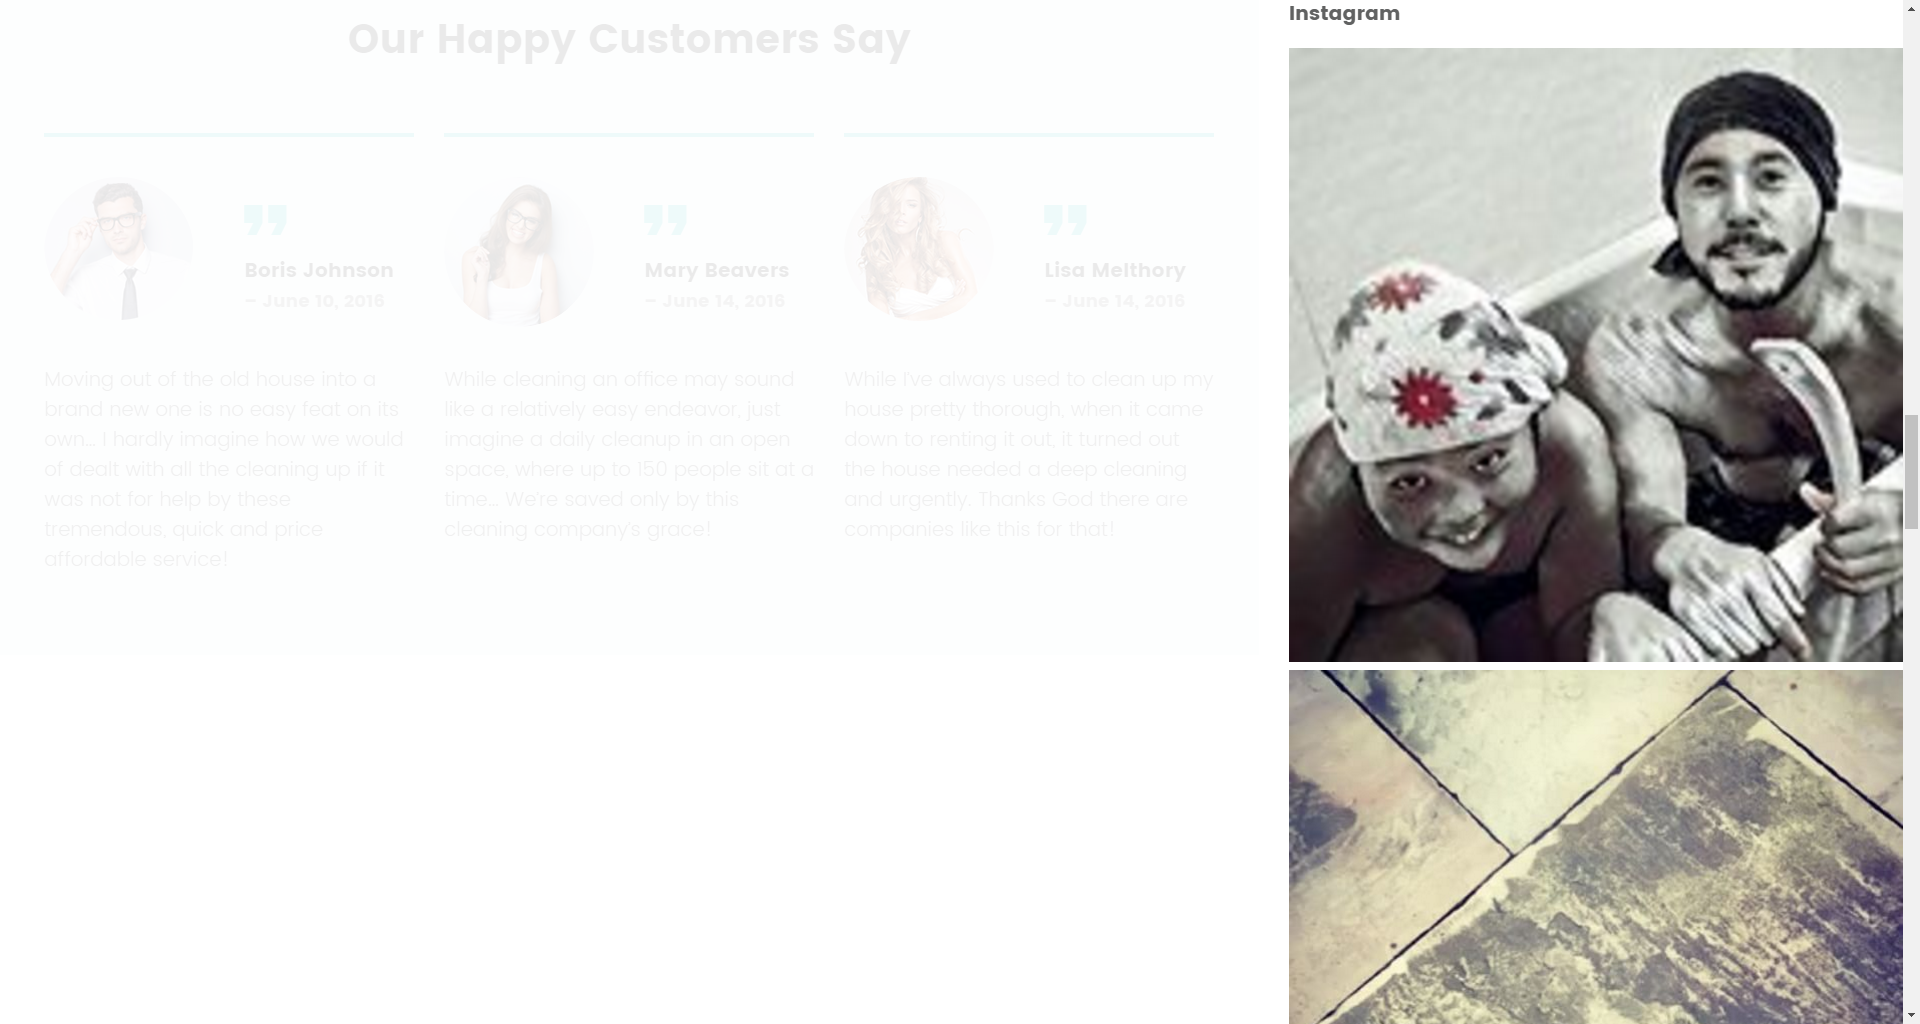 Our Happy Customers Say
Boris Johnson
– June 10, 2016
Moving out of the old house into a
brand new one is no easy feat on its
own... I hardly imagine how we would
of dealt with all the cleaning up if it
was not for help by these
tremendous, quick and price
affordable service!
Mary Beavers
– June 14, 2016
While cleaning an office may sound
like a relatively easy endeavor, just
imagine a daily cleanup in an open
space, where up to 150 people sit at a
time... We're saved only by this
cleaning company's grace!
Lisa Melthory
– June 14, 2016
While I've always used to clean up my
house pretty thorough, when it came
down to renting it out, it turned out
the house needed a deep cleaning
and urgently. Thanks God there are
companies like this for that!
Instagram